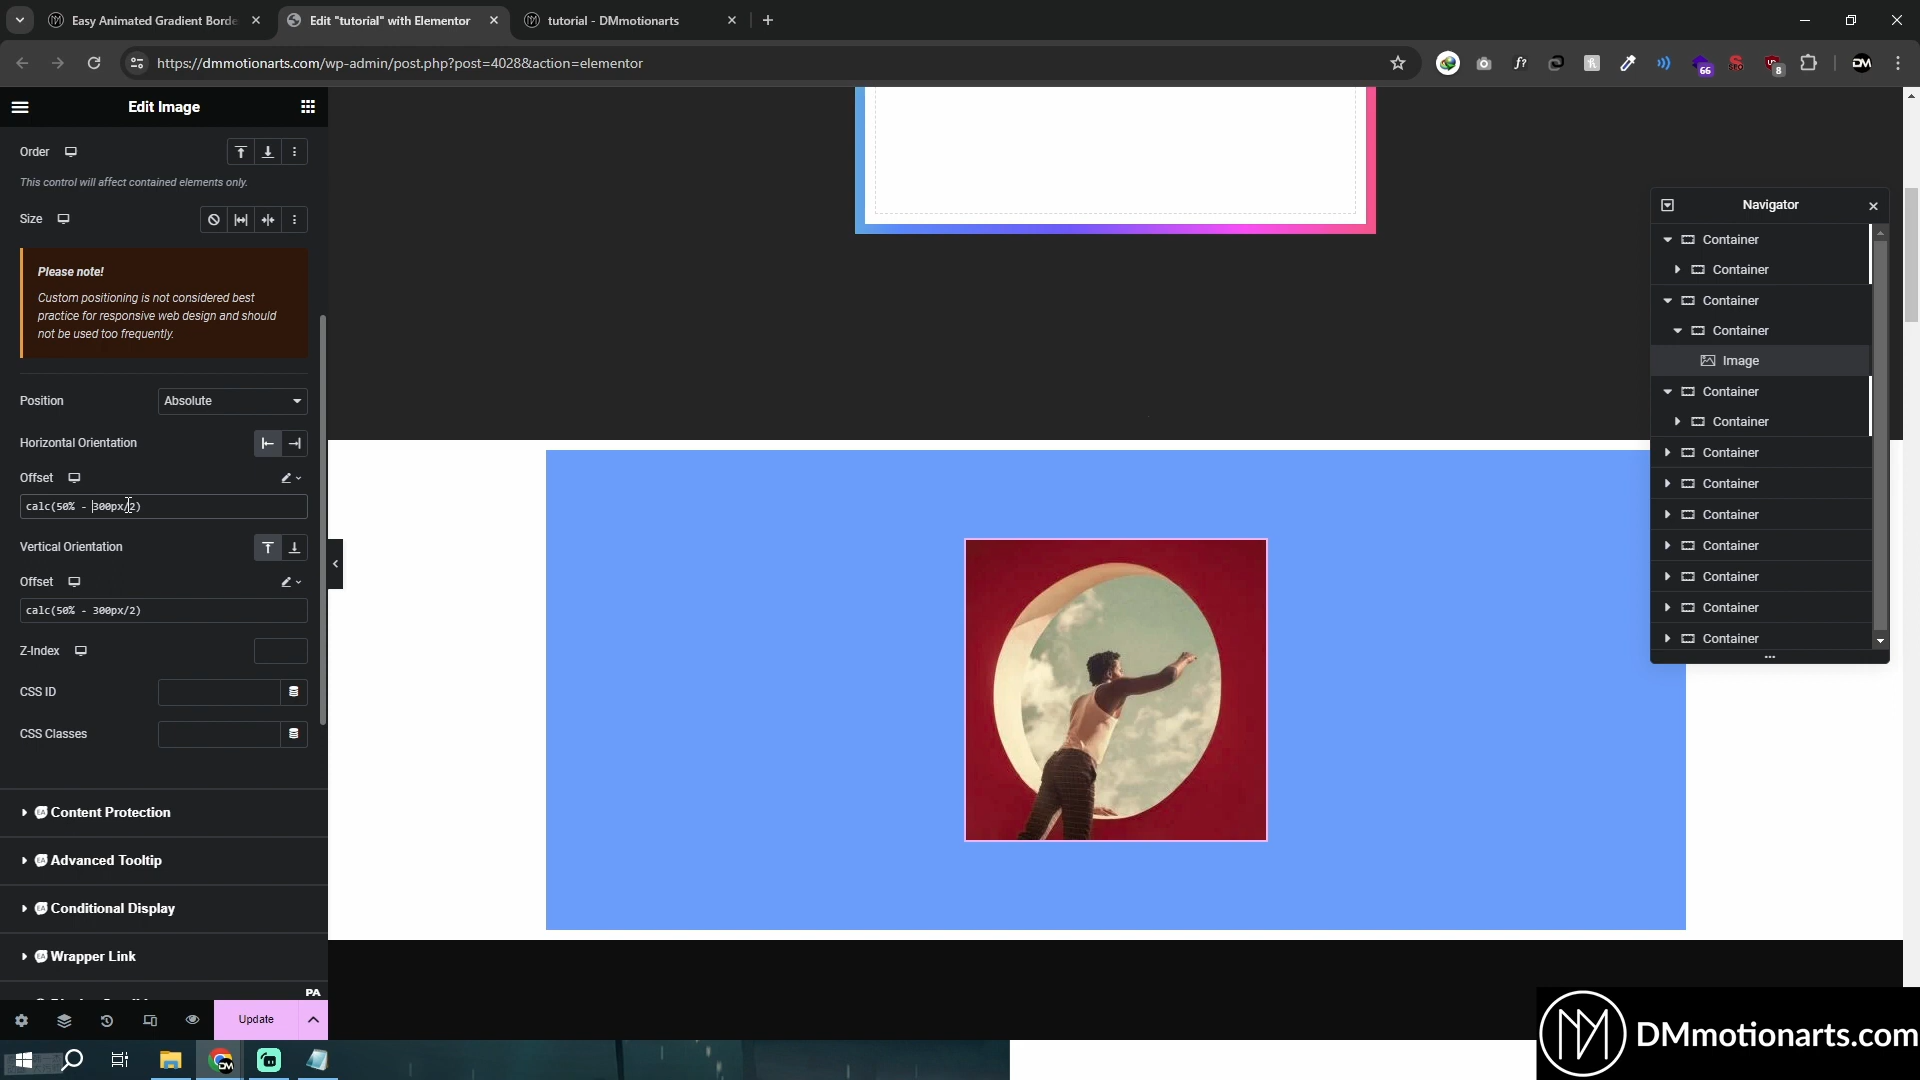 Easy Animated Gradient Borde
Edit "tutorial" with Elementor
tutorial - DMmotionarts
https://dmmotionarts.com/wp-admin/post.php?post=4028&action=elementor
f?
66
SPO
8
DM
Edit Image
Order
This control will affect contained elements only.
Size
Please note!
Custom positioning is not considered best
practice for responsive web design and should
not be used too frequently.
Position
Absolute
Horizontal Orientation
Offset
calc(50% - 300px/2)
Vertical Orientation
Offset
calc(50% - 300px/2)
Z-Index
CSS ID
CSS Classes
Content Protection
Advanced Tooltip
Conditional Display
Wrapper Link
PA
Update
Navigator
Container
Container
Container
Container
Image
Container
Container
Container
Container
Container
Container
Container
Container
Container
DMmotionarts.com